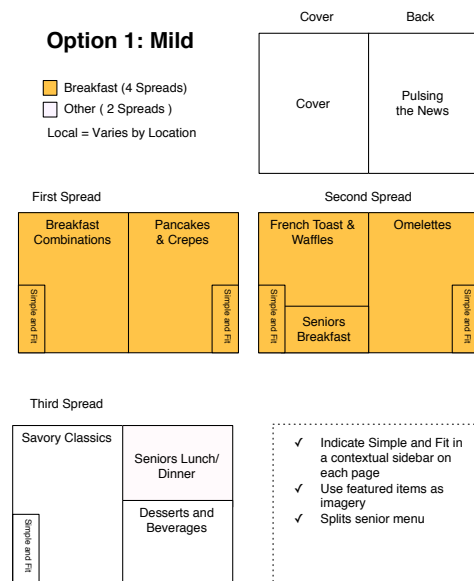 Cover
Back
Option 1: Mild
Breakfast (4 Spreads)
Other ( 2 Spreads )
Local = Varies by Location
Cover
Pulsing
the News
First Spread
Breakfast
Combinations
Pancakes
& Crepes
Simple and Fit
Simple and Fit
Second Spread
French Toast &
Waffles
Omelettes
Simple and Fit
Seniors
Breakfast
Simple and Fit
Third Spread
Savory Classics
Simple and Fit
Seniors Lunch/
Dinner
Desserts and
Beverages
✓ Indicate Simple and Fit in
a contextual sidebar on
each page
✓ Use featured items as
imagery
✓ Splits senior menu